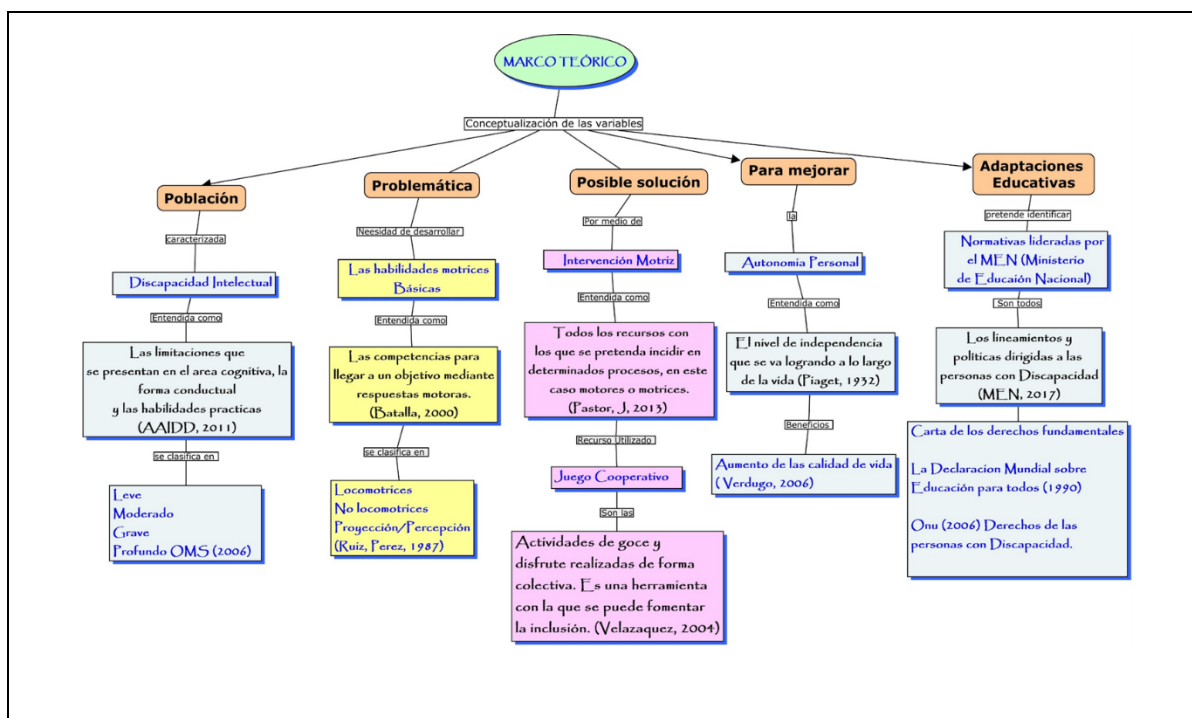 MARCO TEÓRICO
Conceptualización de las variables
Población
caracterizada
Discapacidad Intelectual
Entendida como
Las limitaciones que
se presentan en el area cognitiva, la
forma conductual
y las habilidades practicas
(AAIDD, 2011)
se clasifica en
Leve
Moderado
Grave
Profundo OMS (2006)
Problemática
Neesidad de desarrollar
Las habilidades motrices
Básicas
Entendida como
Las competencias para
llegar a un objetivo mediante
respuestas motoras.
(Batalla, 2000)
se clasifica en
Locomotrices
No locomotrices
Proyección/Percepción
(Ruiz, Perez, 1987)
Posible solución
Por medio de
Intervención Motriz
Entendida como
Todos los recursos con
los que se pretenda incidir en
determinados procesos, en este
caso motores o motrices.
(Pastor, J, 2013)
Recurso Utilizado
Juego Cooperativo
Son las
Actividades de goce y
disfrute realizadas de forma
colectiva. Es una herramienta
con la que se puede fomentar
la inclusión. (Velazaquez, 2004)
Para mejorar
la
Autonomia Personal
Entendida como
El nivel de independencia
que se va logrando a lo largo
de la vida (Piaget, 1932)
Beneficios
Aumento de las calidad de vida
( Verdugo, 2006)
Adaptaciones
Educativas
pretende identificar
Normativas lideradas por
el MEN (Ministerio
de Educaión Nacional)
Son todos
Los lineamientos y
políticas dirigidas a las
personas con Discapacidad
(MEN, 2017)
Carta de los derechos fundamentales
La Declaracion Mundial sobre
Educación para todos (1990)
Onu (2006) Derechos de las
personas con Discapacidad.